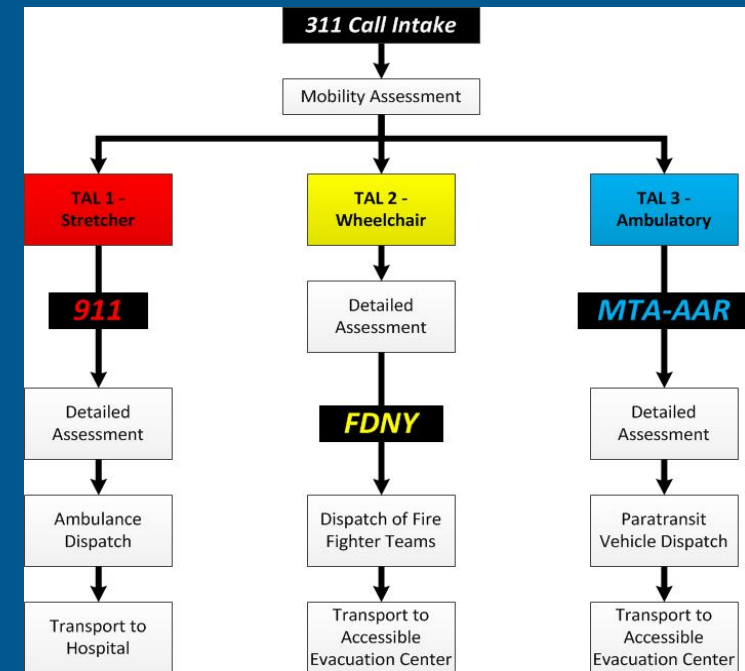 311 Call Intake
Mobility Assessment
TAL 1 -
Stretcher
911
Detailed
Assessment
Ambulance
Dispatch
Transport to
Hospital
TAL 2 -
Wheelchair
Detailed
Assessment
FDNY
Dispatch of Fire
Fighter Teams
Transport to
Accessible
Evacuation Center
TAL 3 -
Ambulatory
MTA-AAR
Detailed
Assessment
Paratransit
Vehicle Dispatch
Transport to
Accessible
Evacuation Center